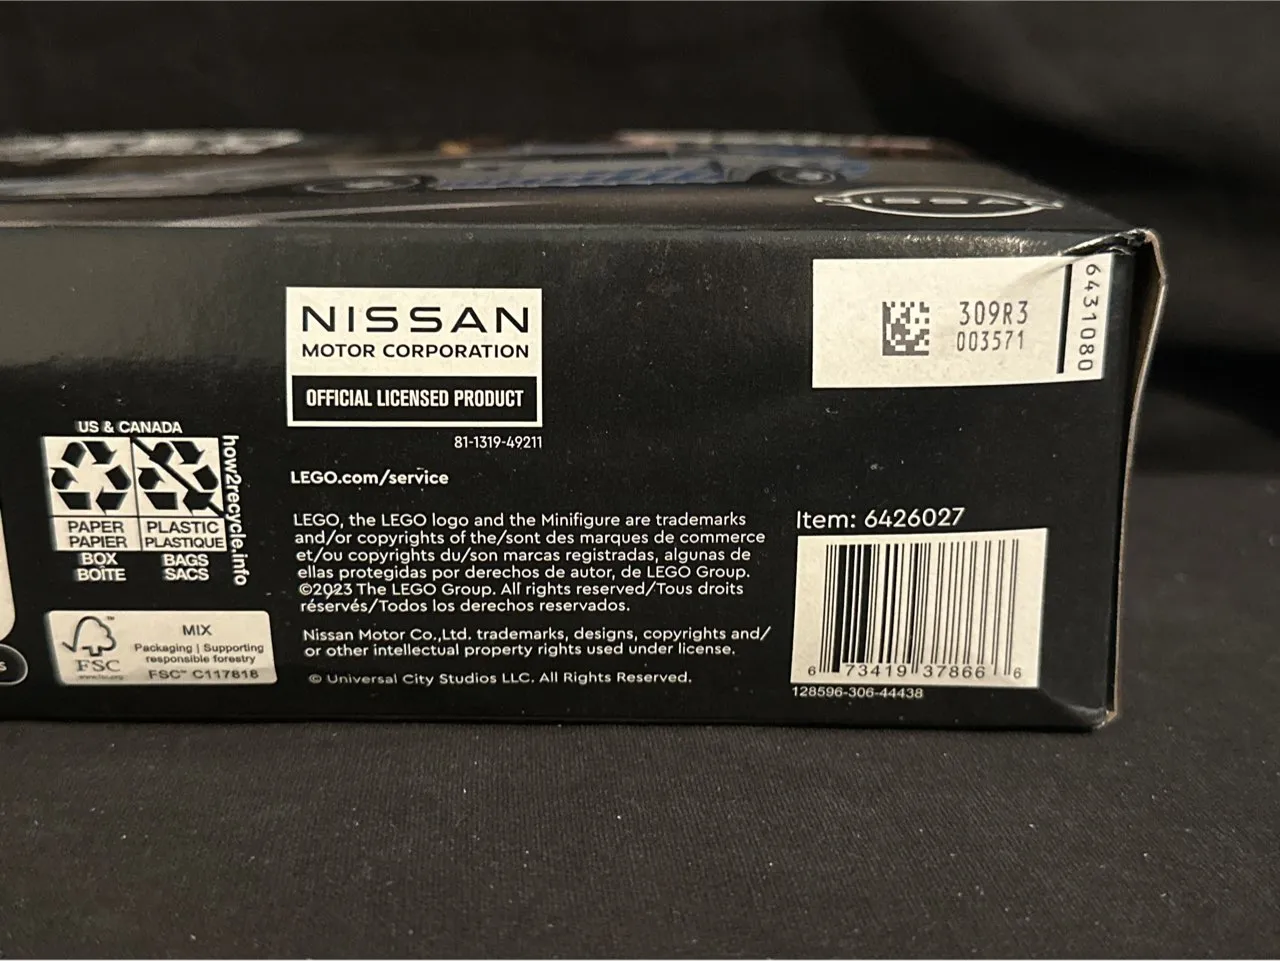 NISSAN
NISSAN
MOTOR CORPORATION
OFFICIAL LICENSED PRODUCT
81-1319-49211
309R3
003571
6431080
US & CANADA
how2recycle.info
PAPER
PAPIER
BOX
BOÎTE
PLASTIC
PLASTIQUE
BAGS
SACS
LEGO.com/service
LEGO, the LEGO logo and the Minifigure are trademarks
and/or copyrights of the/sont des marques de commerce
et/ou copyrights du/son marcas registradas, algunas de
ellas protegidas por derechos de autor, de LEGO Group.
©2023 The LEGO Group. All rights reserved/Tous droits
réservés/Todos los derechos reservados.
Nissan Motor Co.,Ltd. trademarks, designs, copyrights and/
or other intellectual property rights used under license.
© Universal City Studios LLC. All Rights Reserved.
FSC
www.fsc.org
MIX
Packaging | Supporting
responsible forestry
FSC™ C117818
Item: 6426027
6 73419 37866 6
128596-306-44438